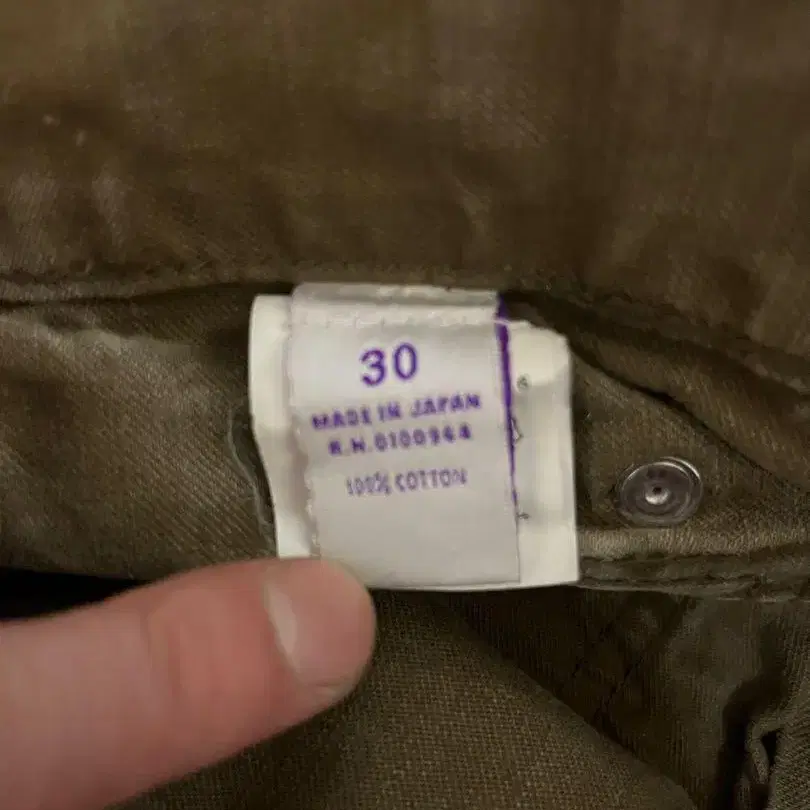 30
MADE IN JAPAN
R.N.0100964
100% COTTON